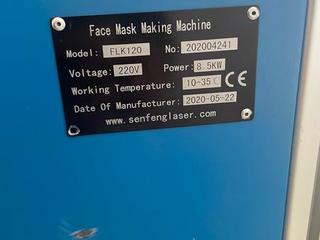 Face Mask Making Machine
Model: FLK120 No: 202004241
Voltage: 220V Power: 8.5KW
Working Temperature: 10-35℃ CE
Date Of Manufacturer: 2020-05-22
www.senfenglaser.com